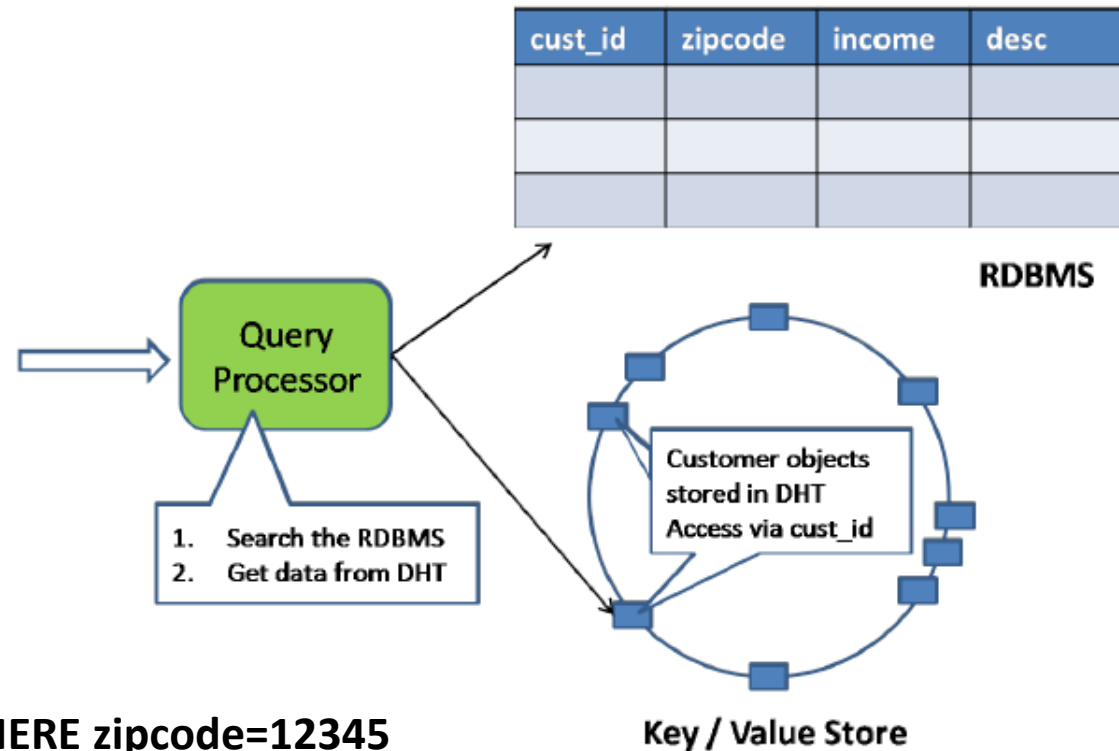 cust_id zipcode income desc
RDBMS
Query
Processor
Customer objects
stored in DHT
Access via cust_id
1. Search the RDBMS
2. Get data from DHT
HERE zipcode=12345
Key / Value Store